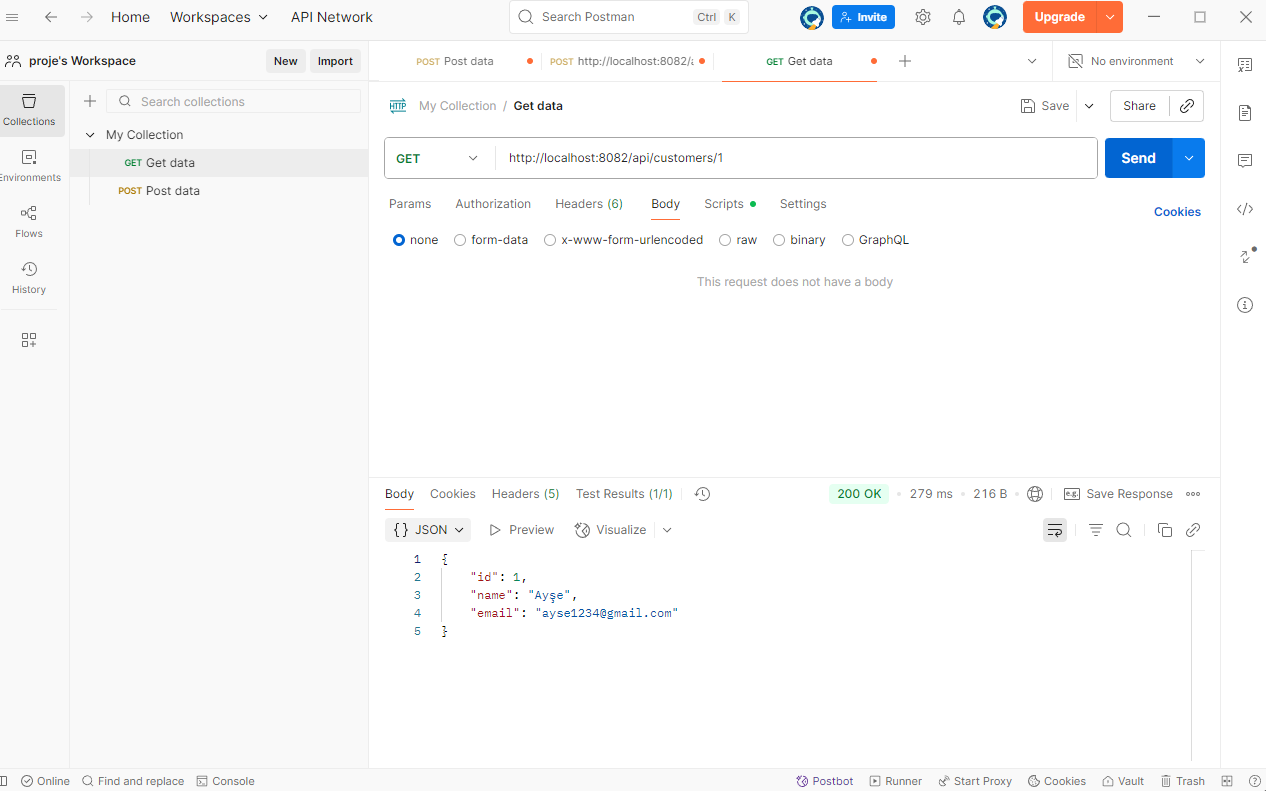 Home Workspaces API Network Search Postman Ctrl K Invite Upgrade
proje's Workspace New Import POST Post data POST http://localhost:8082/a GET Get data No environment
Collections
Environments
Flows
History
Search collections
My Collection
GET Get data
POST Post data
HTTP My Collection / Get data Save Share
GET http://localhost:8082/api/customers/1 Send
Params Authorization Headers (6) Body Scripts Settings Cookies
none form-data x-www-form-urlencoded raw binary GraphQL
This request does not have a body
Body Cookies Headers (5) Test Results (1/1) 200 OK • 279 ms • 216 B • e.g. Save Response
{} JSON Preview Visualize
1 {
2 "id": 1,
3 "name": "Ayşe",
4 "email": "ayse1234@gmail.com"
5 }
Online Find and replace Console Postbot Runner Start Proxy Cookies Vault Trash